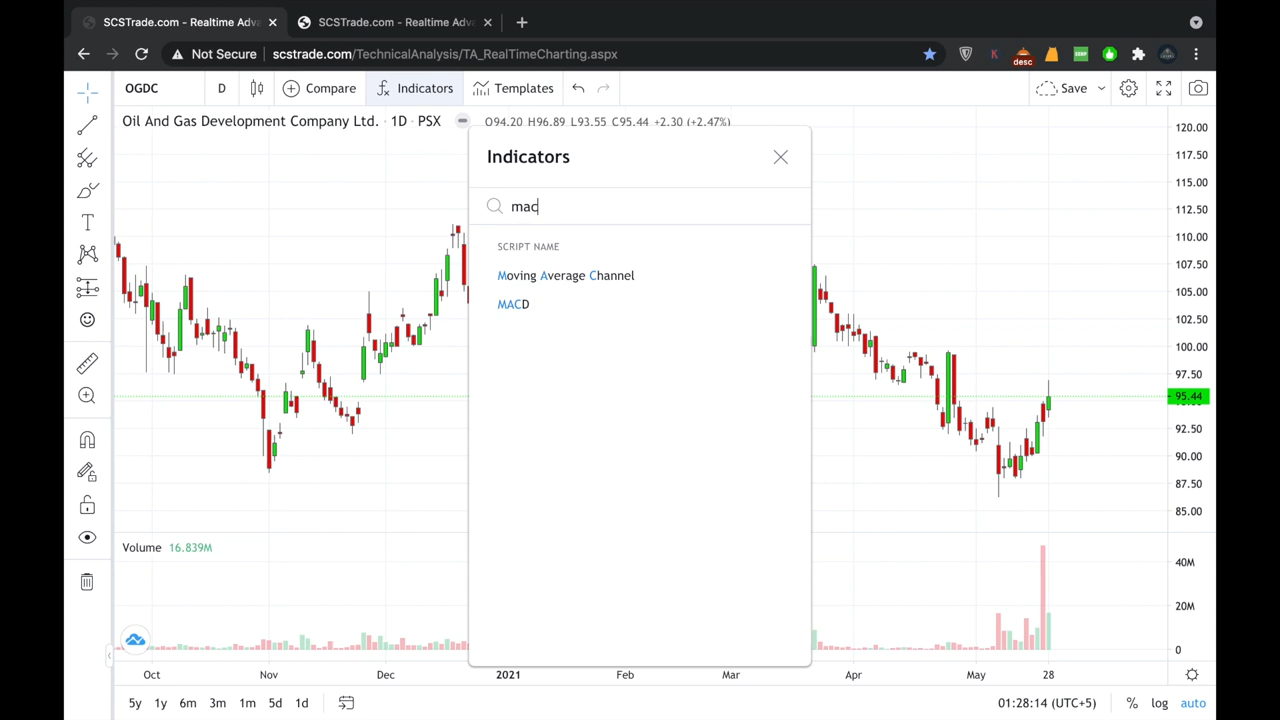 SCSTrade.com - Realtime Adv
SCSTrade.com - Realtime Adv
Not Secure
scstrade.com/TechnicalAnalysis/TA_RealTimeCharting.aspx
K
desc
OGDC
D
Compare
Indicators
Templates
Save
Oil And Gas Development Company Ltd. · 1D · PSX
O94.20 H96.89 L93.55 C95.44 +2.30 (+2.47%)
Indicators
mac
SCRIPT NAME
Moving Average Channel
MACD
120.00
117.50
115.00
112.50
110.00
107.50
105.00
102.50
100.00
97.50
95.44
92.50
90.00
87.50
85.00
Volume 16.839M
40M
20M
0
Oct
Nov
Dec
2021
Feb
Mar
Apr
May
28
5y
1y
6m
3m
1m
5d
1d
01:28:14 (UTC+5)
%
log
auto